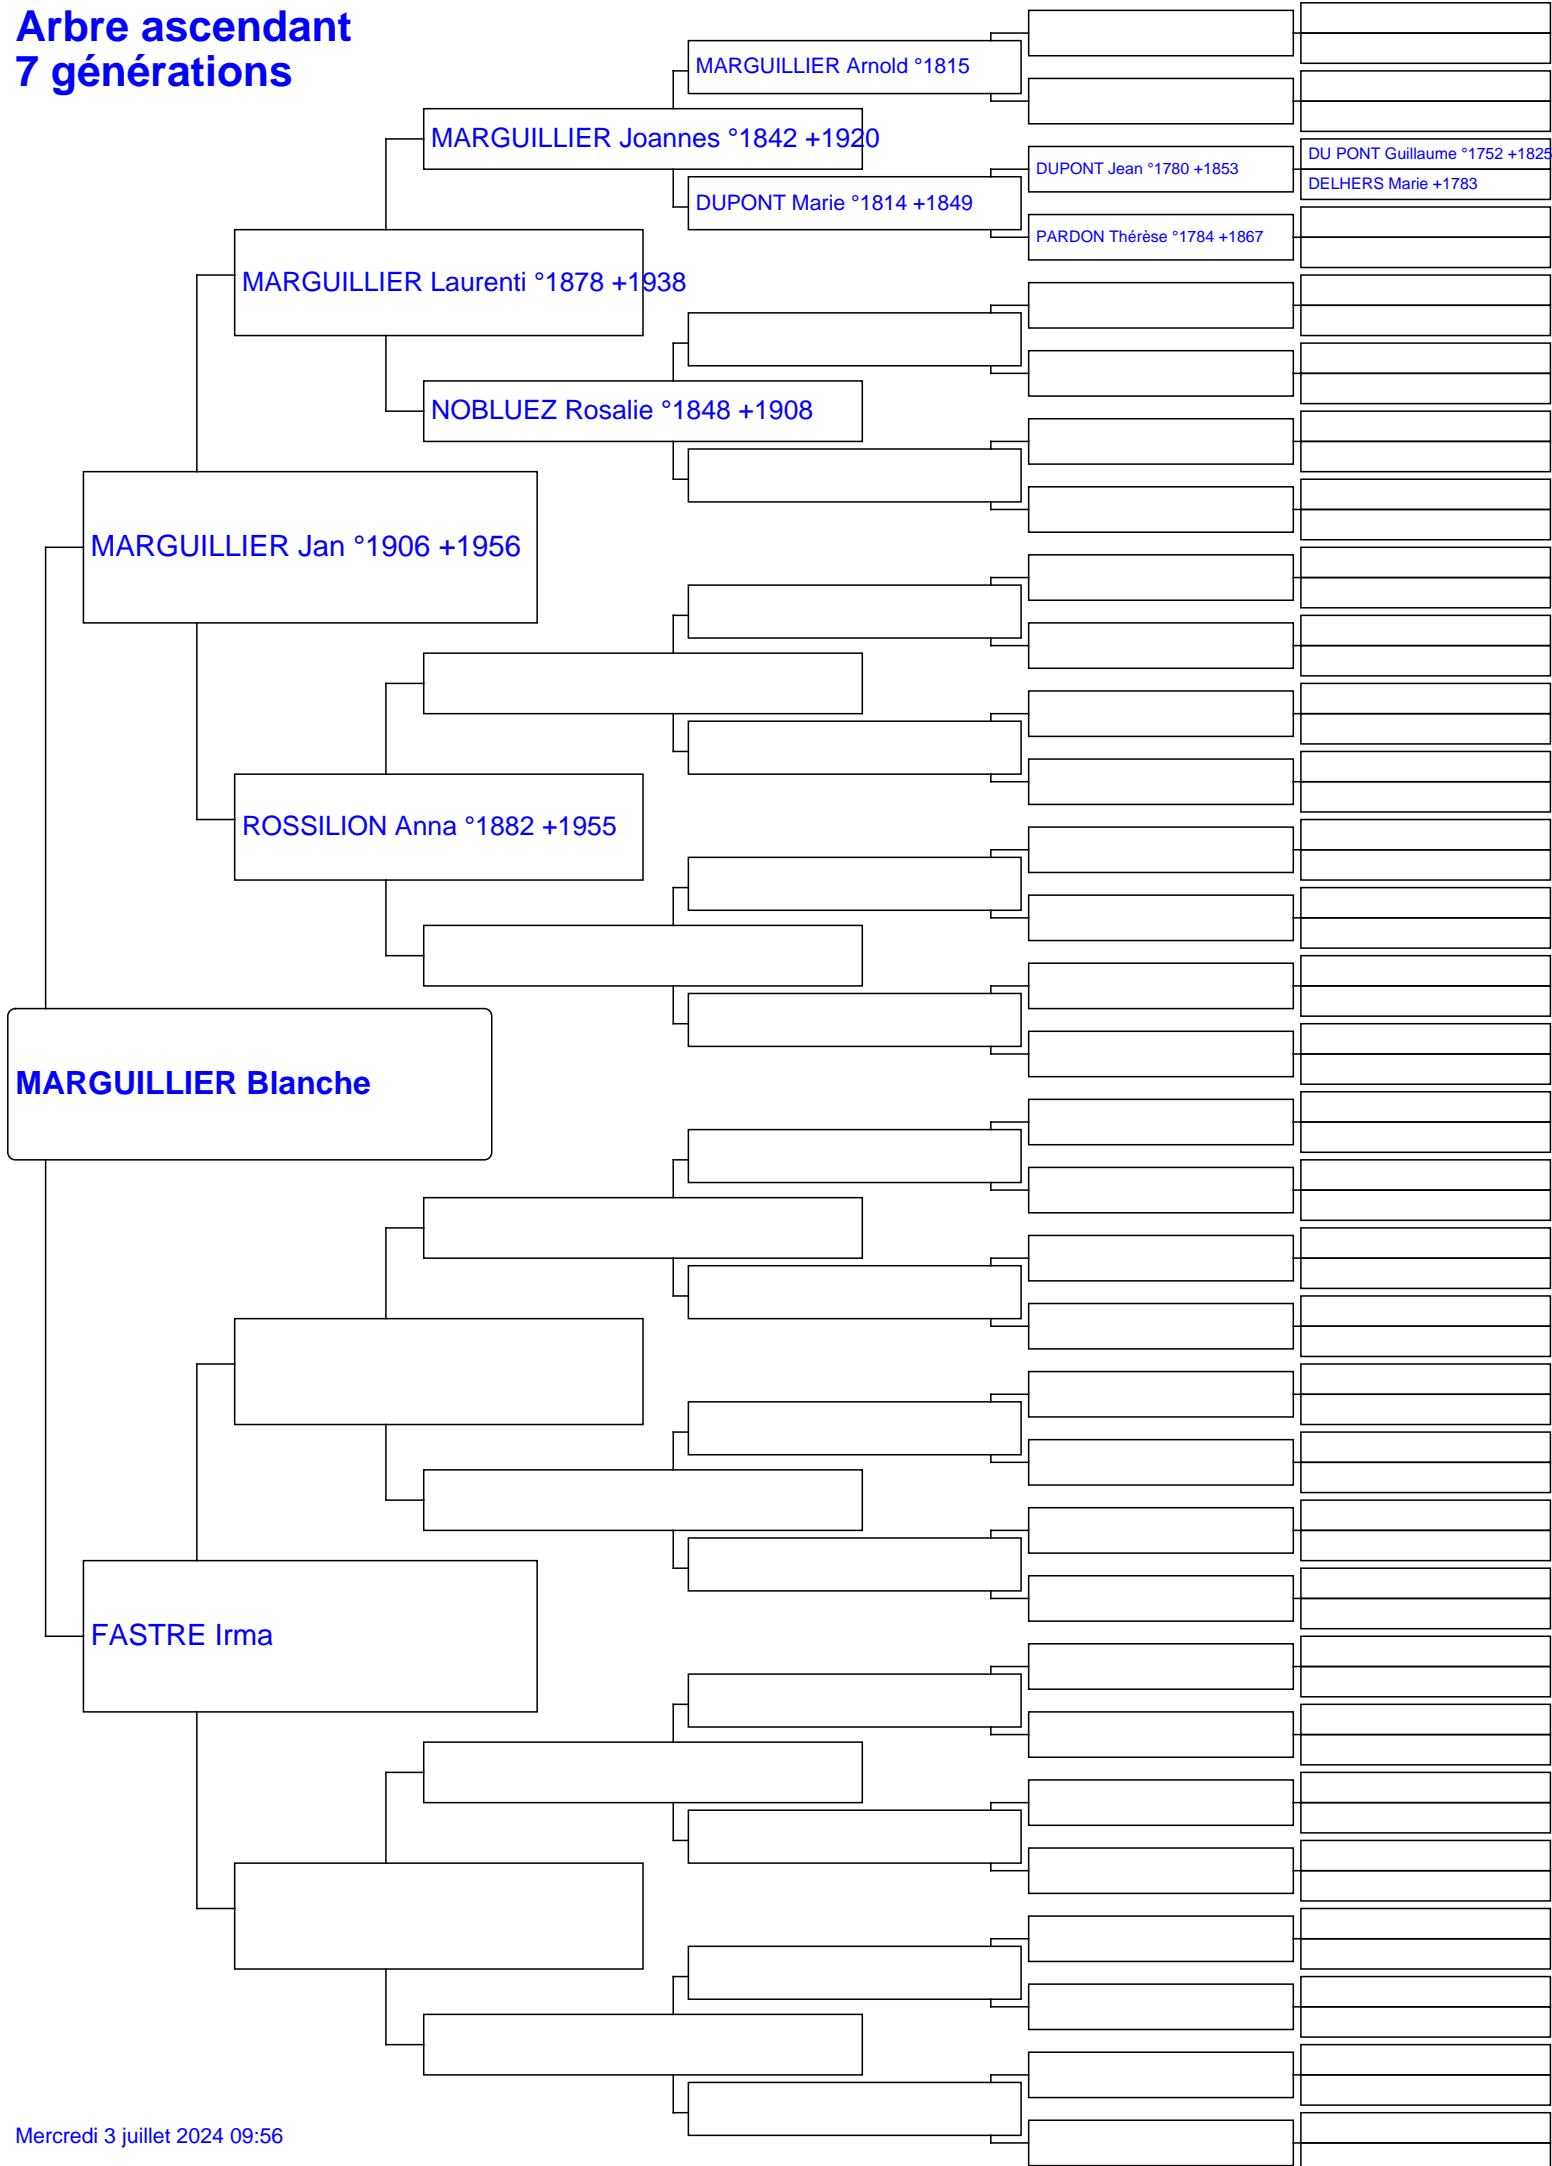 Arbre ascendant
7 générations
MARGUILLIER Arnold °1815
MARGUILLIER Joannes °1842 +1920
DU PONT Guillaume °1752 +1825
DUPONT Jean °1780 +1853
DELHERS Marie +1783
DUPONT Marie °1814 +1849
PARDON Thérèse °1784 +1867
MARGUILLIER Laurenti °1878 +1938
NOBLUEZ Rosalie °1848 +1908
MARGUILLIER Jan °1906 +1956
ROSSILION Anna °1882 +1955
MARGUILLIER Blanche
FASTRE Irma
Mercredi 3 juillet 2024 09:56